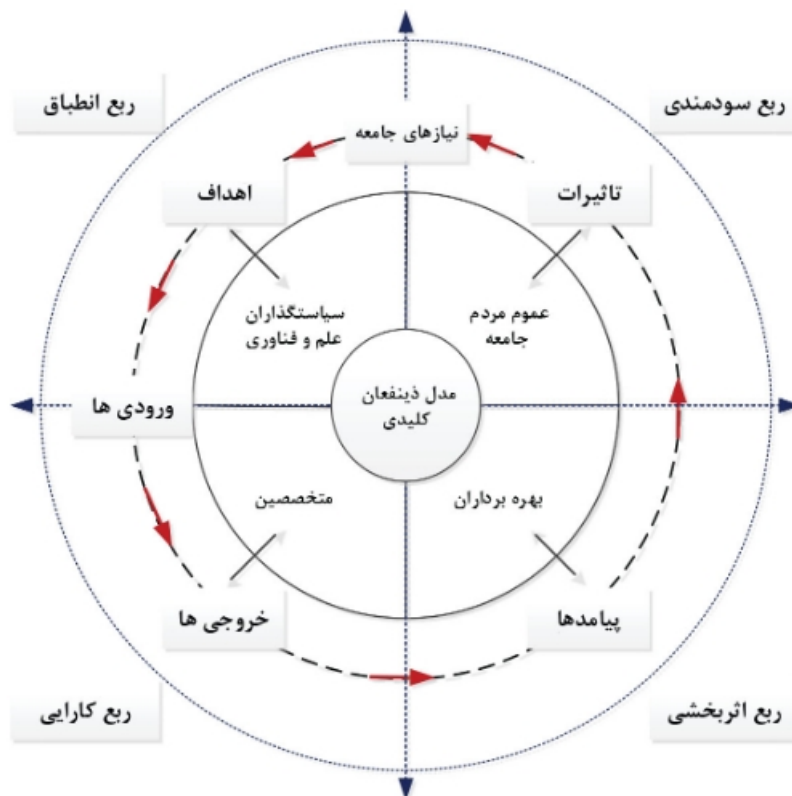 ربع انطباق
ربع سودمندی
نیازهای جامعه
اهداف
تاثیرات
سیاستگذاران
علم و فناوری
عموم مردم
جامعه
ورودی ها
مدل ذینفعان
کلیدی
متخصصین
بهره برداران
خروجی ها
پیامدها
ربع کارایی
ربع اثربخشی